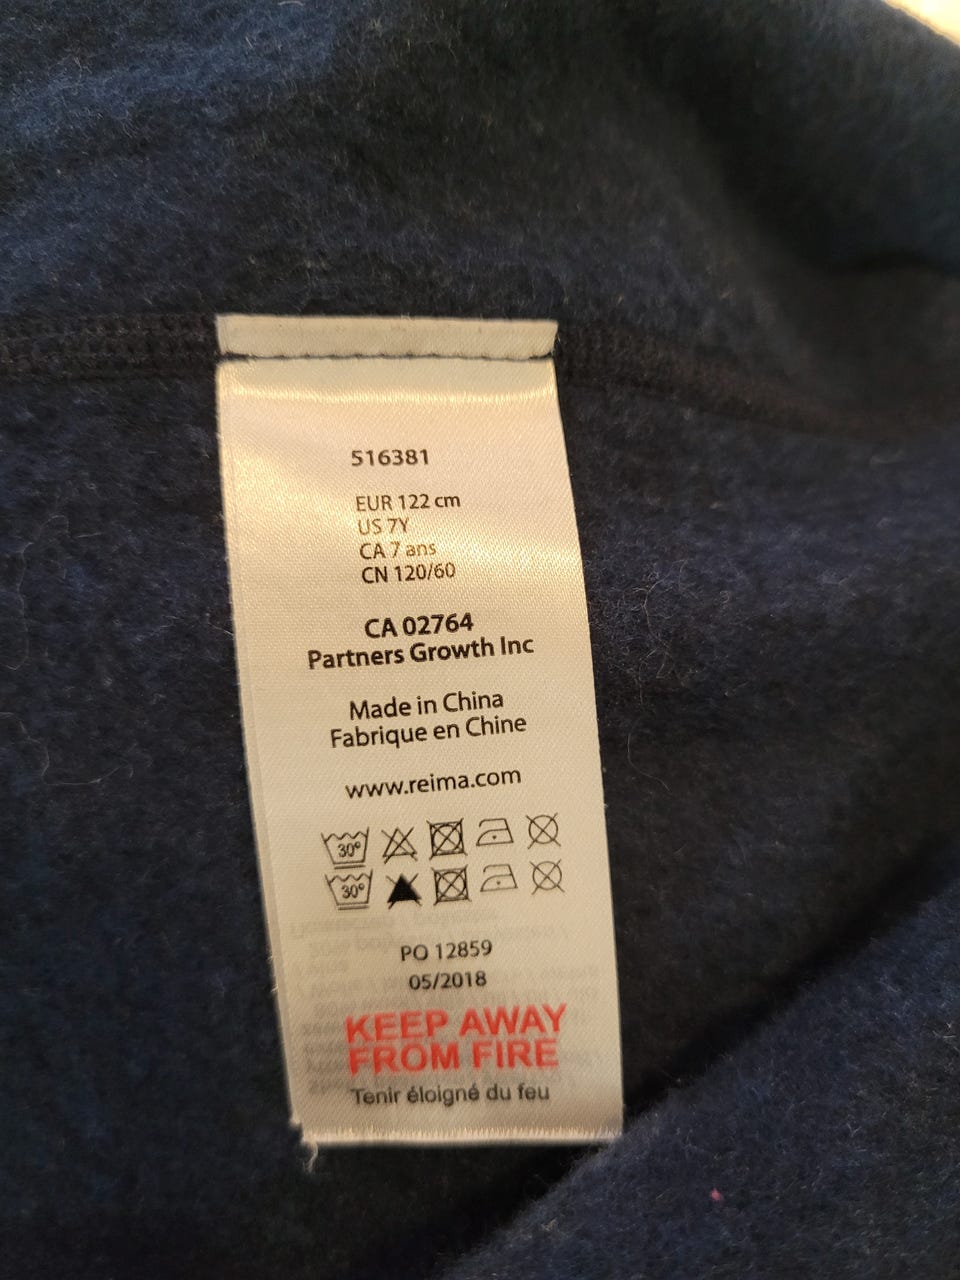 516381
EUR 122 cm
US 7Y
CA 7 ans
CN 120/60
CA 02764
Partners Growth Inc
Made in China
Fabrique en Chine
www.reima.com
30°
30°
PO 12859
05/2018
KEEP AWAY
FROM FIRE
Tenir éloigné du feu